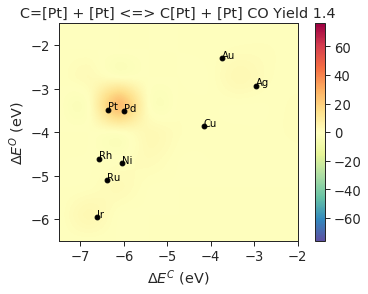 C=[Pt] + [Pt] <=> C[Pt] + [Pt] CO Yield 1.4
−2
−3
−4
−5
−6
ΔE^O (eV)
Au
Ag
Pt
Pd
Cu
Rh
Ni
Ru
Ir
−7
−6
−5
−4
−3
−2
ΔE^C (eV)
60
40
20
0
−20
−40
−60